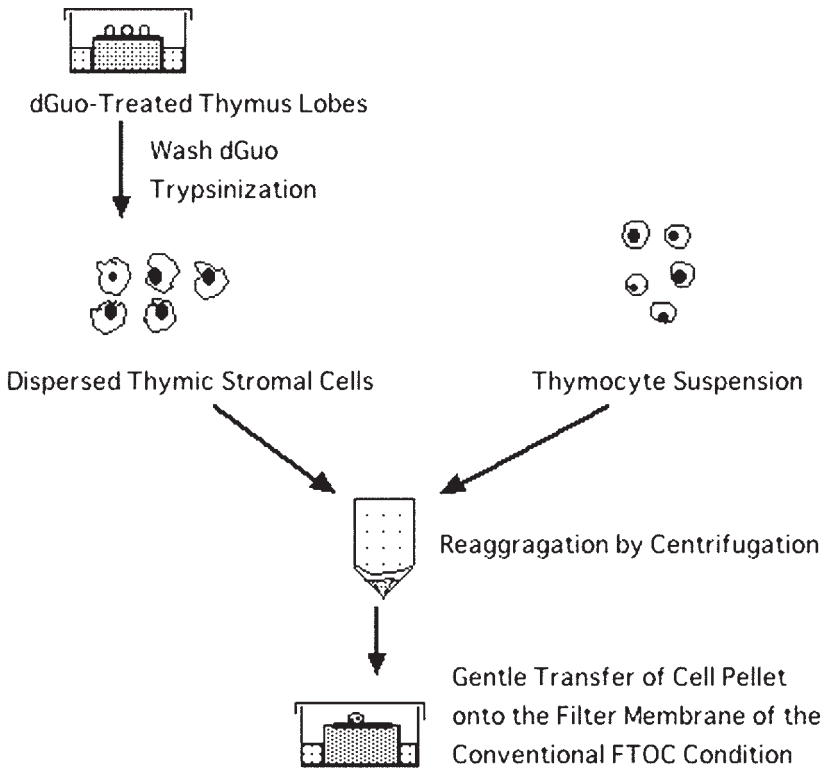 dGuo-Treated Thymus Lobes
Wash dGuo
Trypsinization
Dispersed Thymic Stromal Cells
Thymocyte Suspension
Reaggragation by Centrifugation
Gentle Transfer of Cell Pellet
onto the Filter Membrane of the
Conventional FTOC Condition